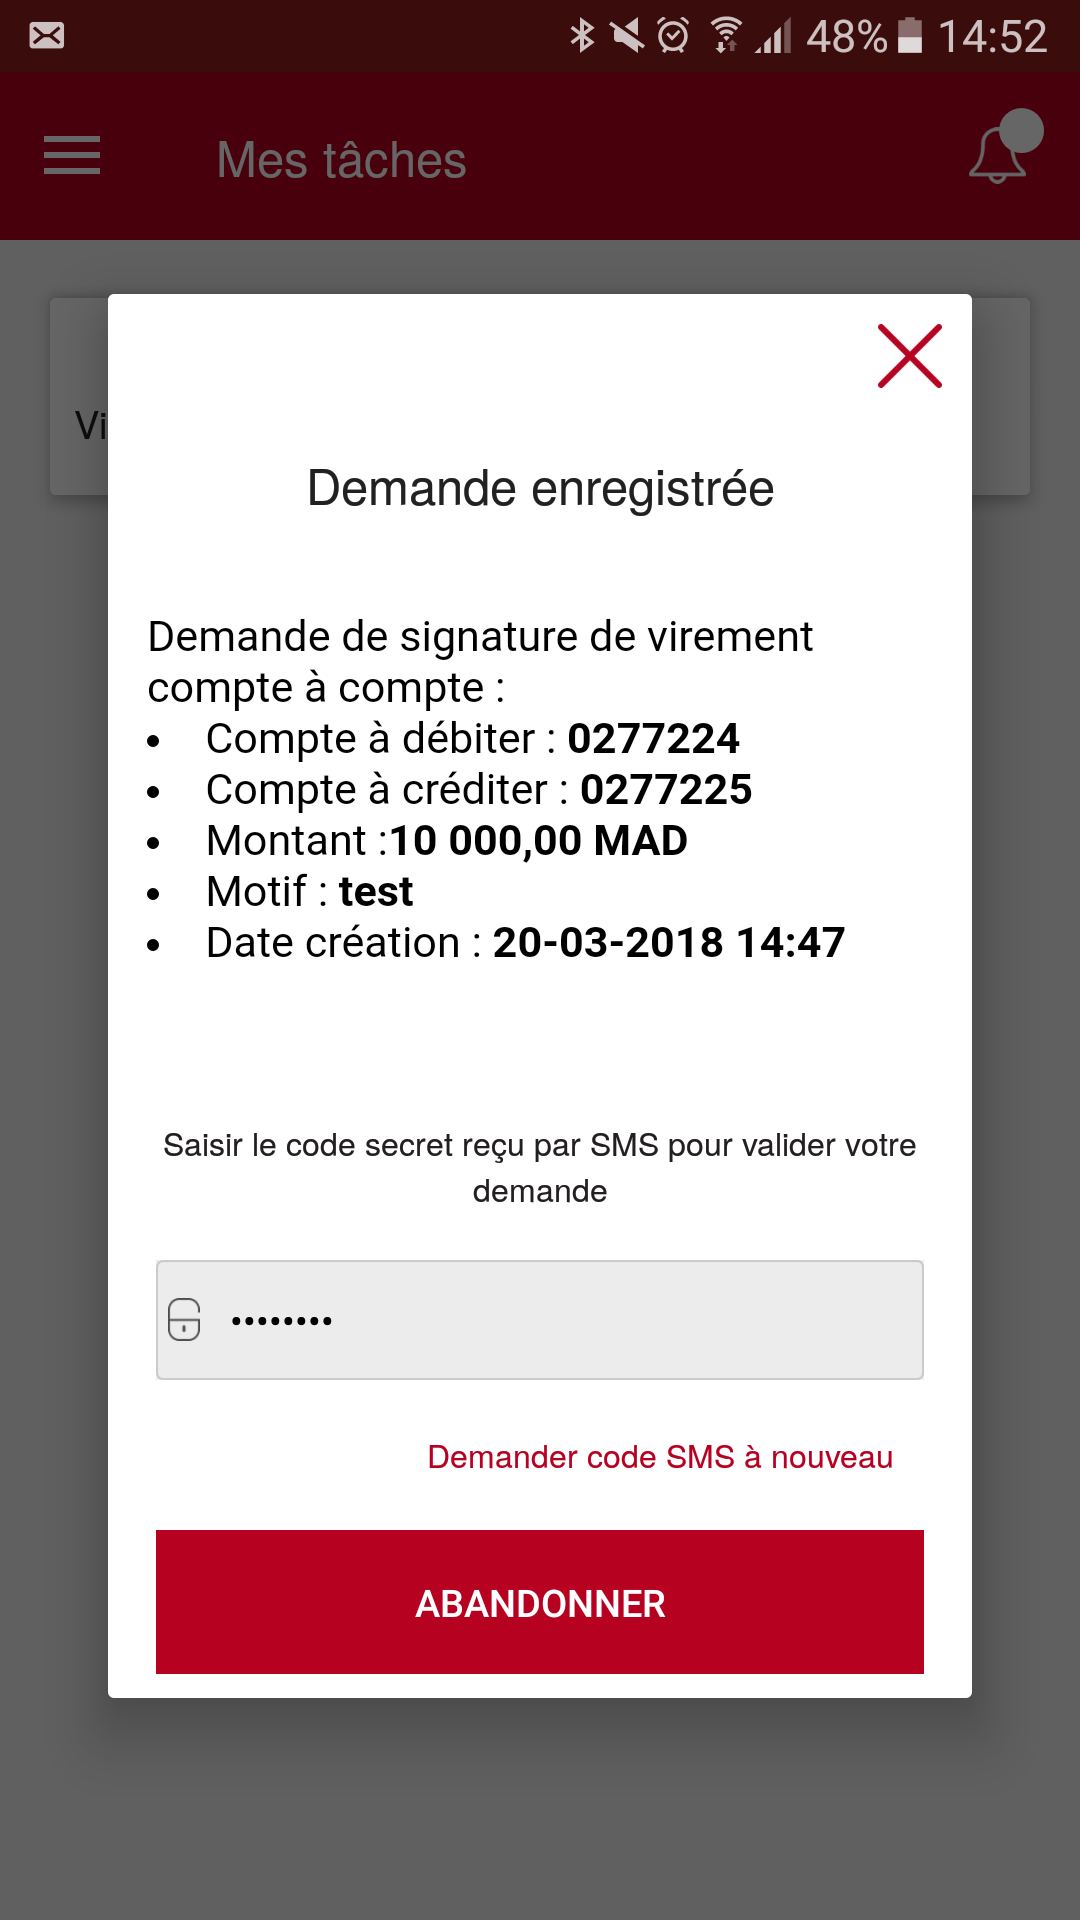 48% 14:52
Mes tâches
Vi
Demande enregistrée
Demande de signature de virement
compte à compte :
• Compte à débiter : 0277224
• Compte à créditer : 0277225
• Montant :10 000,00 MAD
• Motif : test
• Date création : 20-03-2018 14:47
Saisir le code secret reçu par SMS pour valider votre
demande
••••••••
Demander code SMS à nouveau
ABANDONNER